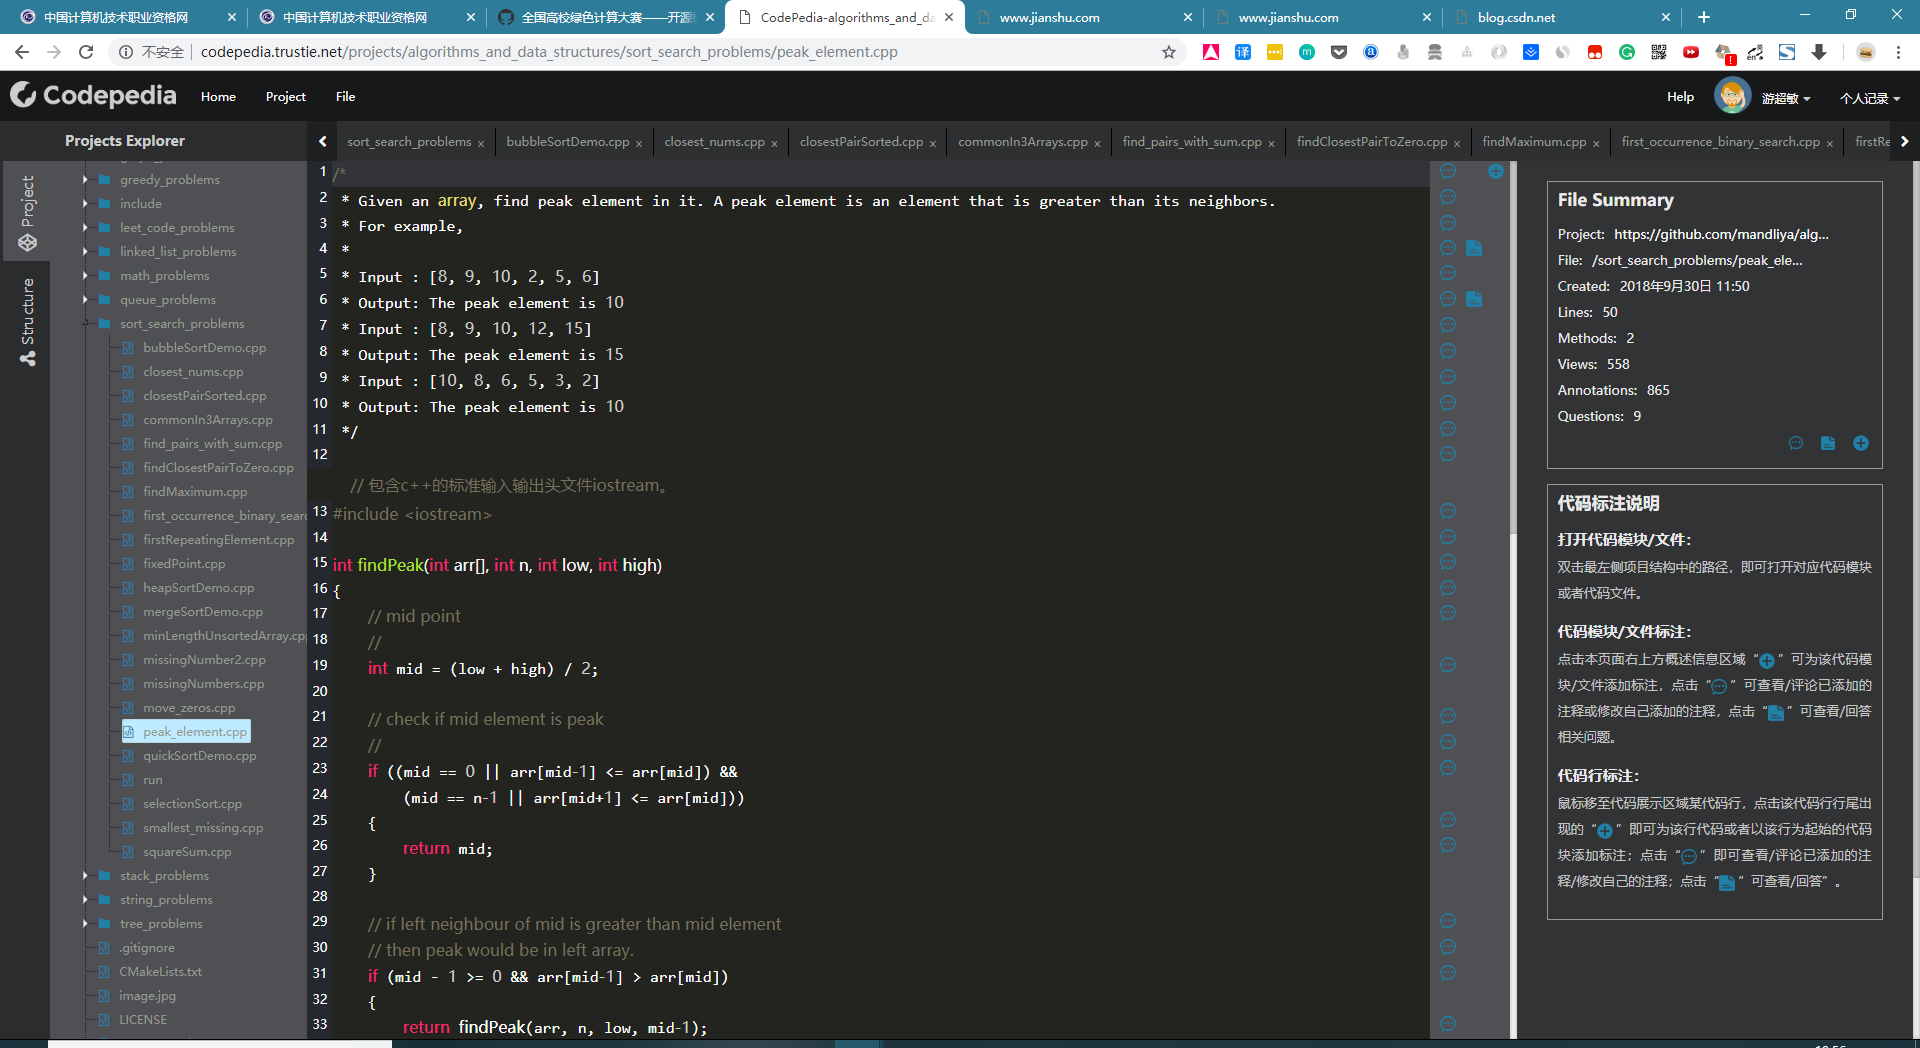 中国计算机技术职业资格网
中国计算机技术职业资格网
全国高校绿色计算大赛——开源
CodePedia-algorithms_and_da
www.jianshu.com
www.jianshu.com
blog.csdn.net
不安全
codepedia.trustie.net/projects/algorithms_and_data_structures/sort_search_problems/peak_element.cpp
Codepedia
Home
Project
File
Help
游超敏
个人记录
Projects Explorer
sort_search_problems ×
bubbleSortDemo.cpp ×
closest_nums.cpp ×
closestPairSorted.cpp ×
commonIn3Arrays.cpp ×
find_pairs_with_sum.cpp ×
findClosestPairToZero.cpp ×
findMaximum.cpp ×
first_occurrence_binary_search.cpp ×
firstRe
Project
Structure
greedy_problems
include
leet_code_problems
linked_list_problems
math_problems
queue_problems
sort_search_problems
bubbleSortDemo.cpp
closest_nums.cpp
closestPairSorted.cpp
commonIn3Arrays.cpp
find_pairs_with_sum.cpp
findClosestPairToZero.cpp
findMaximum.cpp
first_occurrence_binary_searc
firstRepeatingElement.cpp
fixedPoint.cpp
heapSortDemo.cpp
mergeSortDemo.cpp
minLengthUnsortedArray.cpp
missingNumber2.cpp
missingNumbers.cpp
move_zeros.cpp
peak_element.cpp
quickSortDemo.cpp
run
selectionSort.cpp
smallest_missing.cpp
squareSum.cpp
stack_problems
string_problems
tree_problems
.gitignore
CMakeLists.txt
image.jpg
LICENSE
1 /*
2 * Given an array, find peak element in it. A peak element is an element that is greater than its neighbors.
3 * For example,
4 *
5 * Input : [8, 9, 10, 2, 5, 6]
6 * Output: The peak element is 10
7 * Input : [8, 9, 10, 12, 15]
8 * Output: The peak element is 15
9 * Input : [10, 8, 6, 5, 3, 2]
10 * Output: The peak element is 10
11 */
12
// 包含c++的标准输入输出头文件iostream。
13 #include <iostream>
14
15 int findPeak(int arr[], int n, int low, int high)
16 {
17 // mid point
18 //
19 int mid = (low + high) / 2;
20
21 // check if mid element is peak
22 //
23 if ((mid == 0 || arr[mid-1] <= arr[mid]) &&
24 (mid == n-1 || arr[mid+1] <= arr[mid]))
25 {
26 return mid;
27 }
28
29 // if left neighbour of mid is greater than mid element
30 // then peak would be in left array.
31 if (mid - 1 >= 0 && arr[mid-1] > arr[mid])
32 {
33 return findPeak(arr, n, low, mid-1);
File Summary
Project: https://github.com/mandliya/alg...
File: /sort_search_problems/peak_ele...
Created: 2018年9月30日 11:50
Lines: 50
Methods: 2
Views: 558
Annotations: 865
Questions: 9
代码标注说明
打开代码模块/文件：
双击最左侧项目结构中的路径，即可打开对应代码模块
或者代码文件。
代码模块/文件标注：
点击本页面右上方概述信息区域“ ”可为该代码模
块/文件添加标注，点击“ ”可查看/评论已添加的
注释或修改自己添加的注释，点击“ ”可查看/回答
相关问题。
代码行标注：
鼠标移至代码展示区域某代码行，点击该代码行行尾出
现的“ ”即可为该行代码或者以该行为起始的代码
块添加标注；点击“ ”即可查看/评论已添加的注
释/修改自己的注释；点击“ ”可查看/回答”。